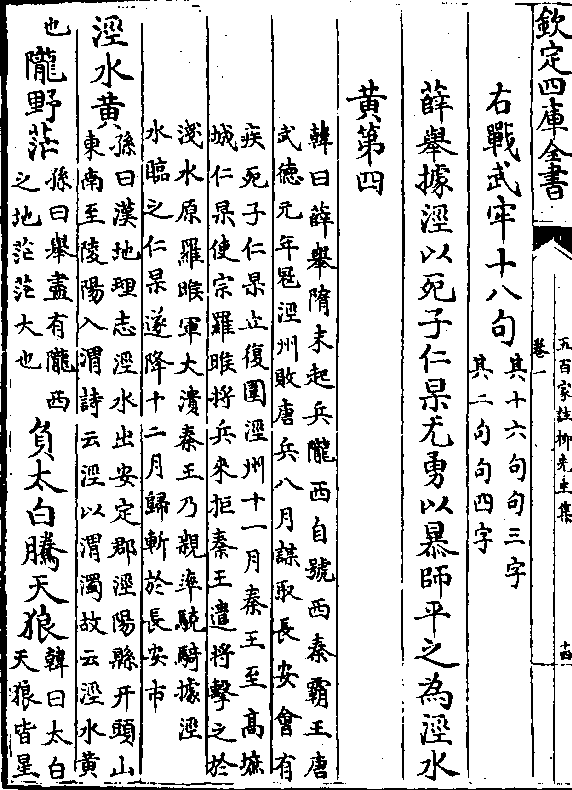 欽定四庫全書
五百家註柳先生集
卷一
十四
右戰武牢十八句其十六句句三字
其二句句四字
薛舉據涇以死子仁杲尤勇以暴師平之為涇水
黄第四
韓曰薛舉隋末起兵隴西自號西秦霸王唐
武德元年冦涇州敗唐兵八月謀取長安會有
疾死子仁杲立復圍涇州十一月秦王至高墌
城仁杲使宗羅㬋將兵來拒秦王遣將擊之於
淺水原羅㬋軍大潰秦王乃親率驍騎據涇
水臨之仁杲遂降十二月歸斬於長安市
涇水黄孫曰漢地理志涇水出安定郡涇陽縣幵頭山
東南至陵陽入渭詩云涇以渭濁故云涇水黄
也隴野茫孫曰舉盡有隴西
之地茫茫大也負太白騰天狼韓曰太白
天狼皆星